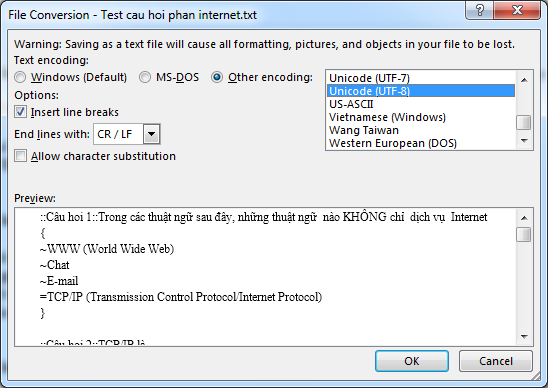 File Conversion - Test cau hoi phan internet.txt
Warning: Saving as a text file will cause all formatting, pictures, and objects in your file to be lost.
Text encoding:
Windows (Default) MS-DOS Other encoding:
Unicode (UTF-7)
Unicode (UTF-8)
US-ASCII
Vietnamese (Windows)
Wang Taiwan
Western European (DOS)
Options:
Insert line breaks
End lines with: CR / LF
Allow character substitution
Preview:
::Câu hoi 1::Trong các thuật ngữ sau đây, những thuật ngữ nào KHÔNG chỉ dịch vụ Internet
{
~WWW (World Wide Web)
~Chat
~E-mail
=TCP/IP (Transmission Control Protocol/Internet Protocol)
}
::Câu hoi 2::TCP/IP là
OK Cancel